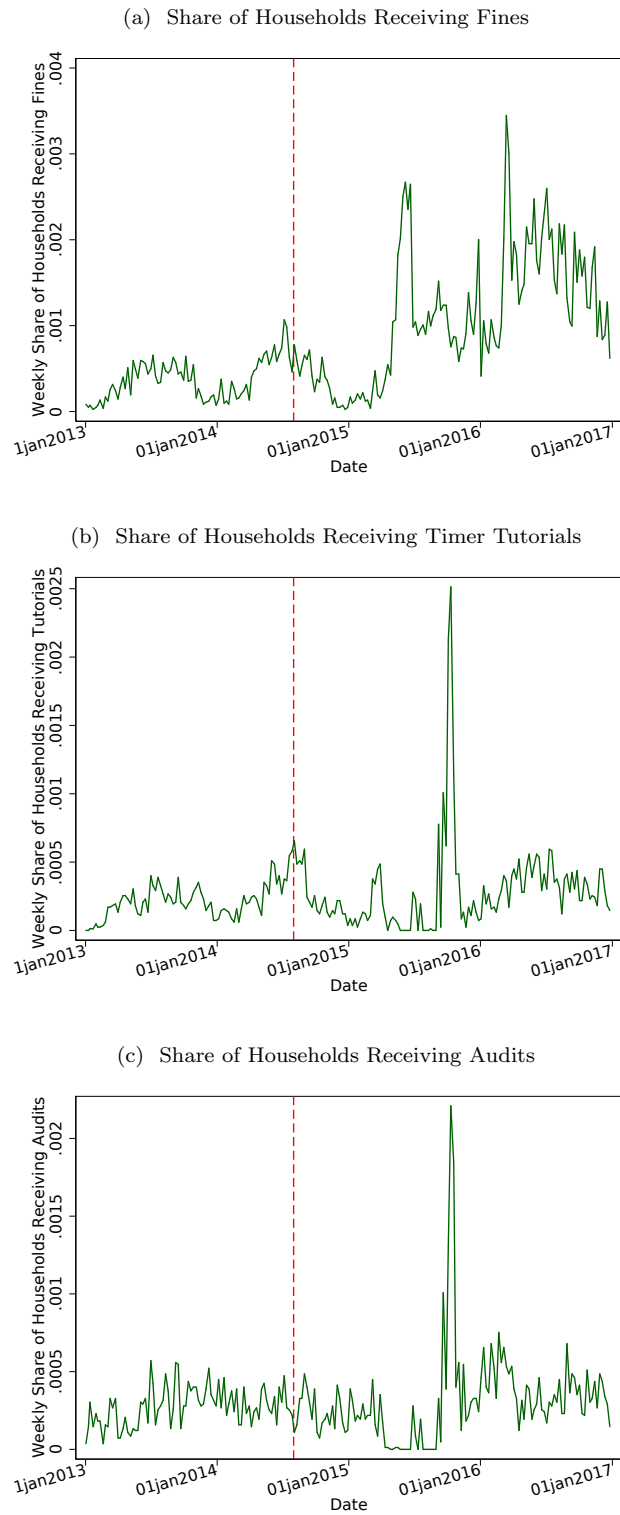 (a) Share of Households Receiving Fines
Weekly Share of Households Receiving Fines
.004
.003
.002
.001
0
1jan2013
01jan2014
01jan2015
01jan2016
01jan2017
Date
(b) Share of Households Receiving Timer Tutorials
Weekly Share of Households Receiving Tutorials
.0025
.002
.0015
.001
.0005
0
1jan2013
01jan2014
01jan2015
01jan2016
01jan2017
Date
(c) Share of Households Receiving Audits
Weekly Share of Households Receiving Audits
.002
.0015
.001
.0005
0
1jan2013
01jan2014
01jan2015
01jan2016
01jan2017
Date